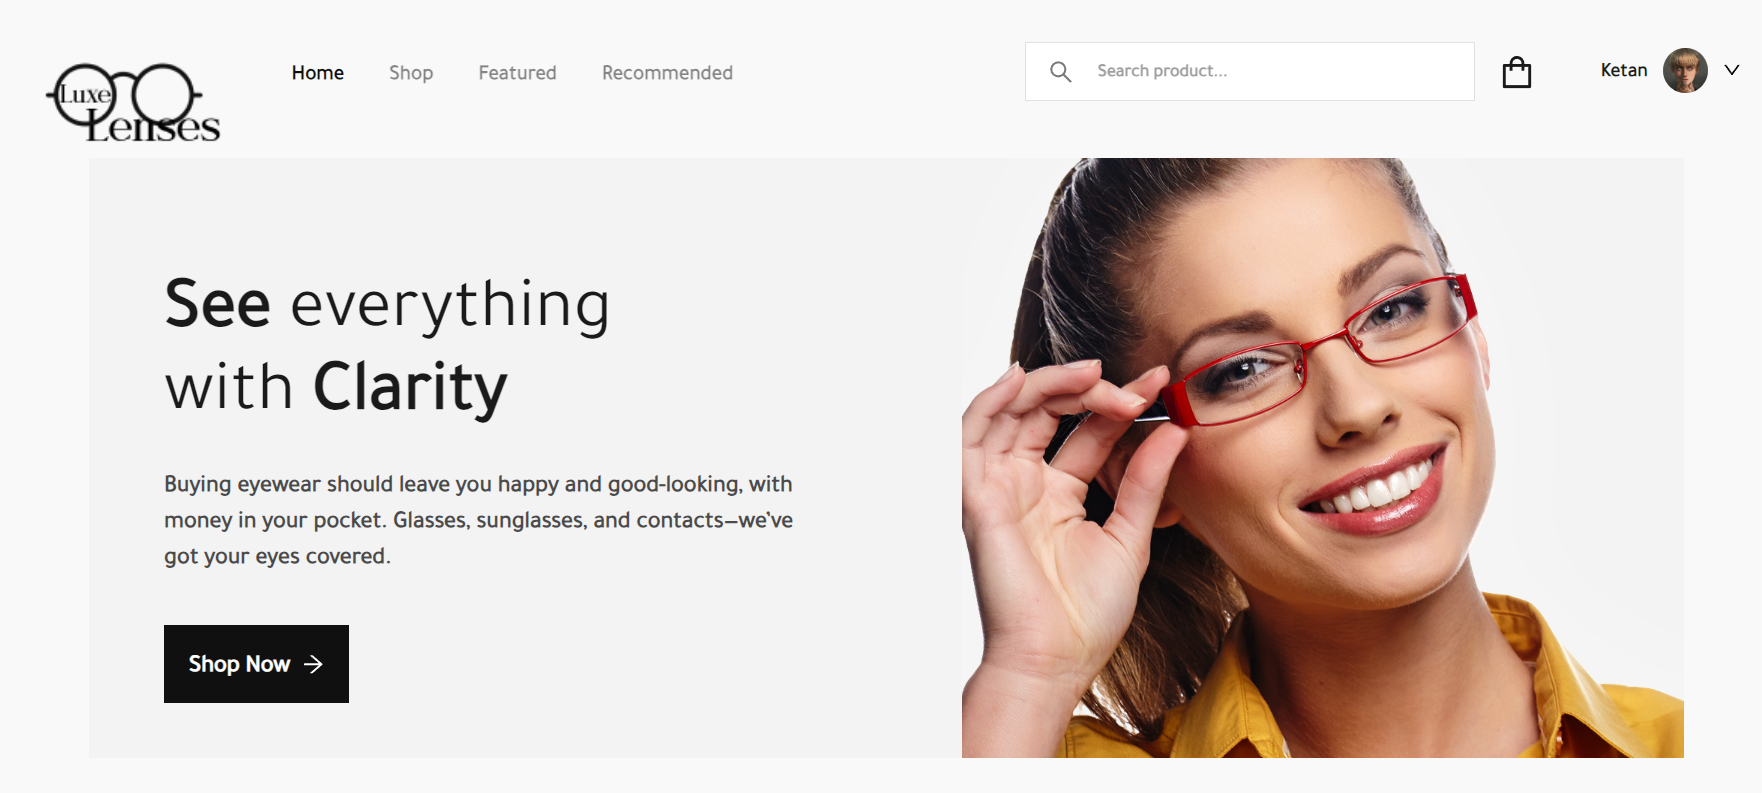 Luxe
Lenses
Home Shop Featured Recommended
Search product...
Ketan
See everything
with Clarity
Buying eyewear should leave you happy and good-looking, with
money in your pocket. Glasses, sunglasses, and contacts—we’ve
got your eyes covered.
Shop Now